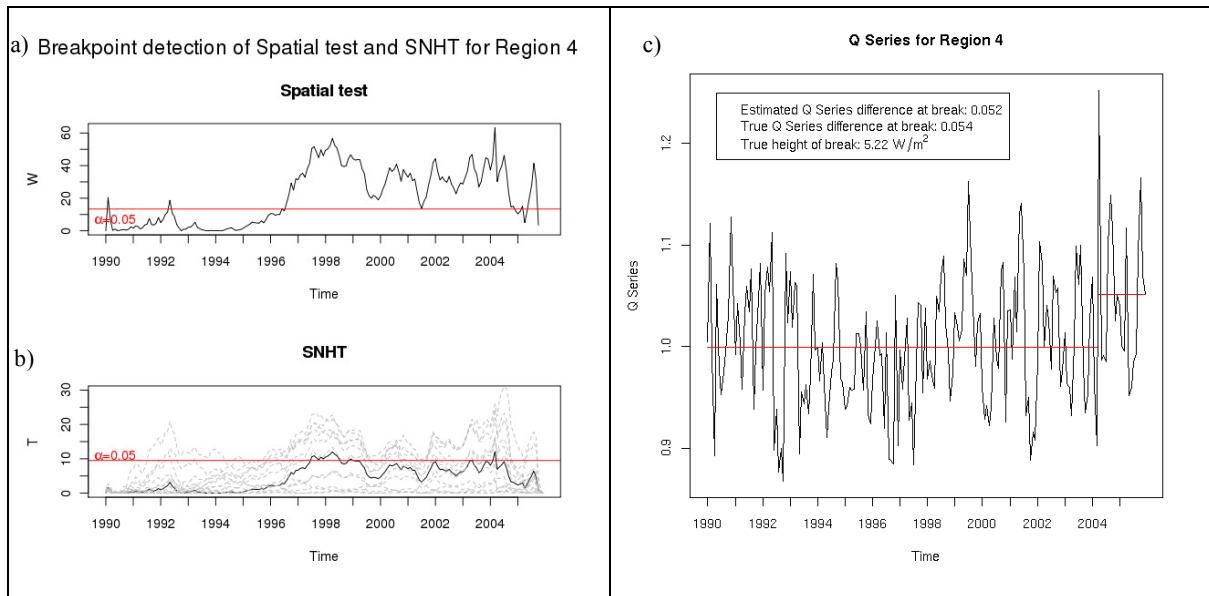 a) Breakpoint detection of Spatial test and SNHT for Region 4
Spatial test
W
60
40
20
0
α=0.05
1990 1992 1994 1996 1998 2000 2002 2004
Time
b)
SNHT
T
30
20
10
0
α=0.05
1990 1992 1994 1996 1998 2000 2002 2004
Time
c)
Q Series for Region 4
Estimated Q Series difference at break: 0.052
True Q Series difference at break: 0.054
True height of break: 5.22 W/m²
Q Series
1.2
1.1
1.0
0.9
1990 1992 1994 1996 1998 2000 2002 2004
Time